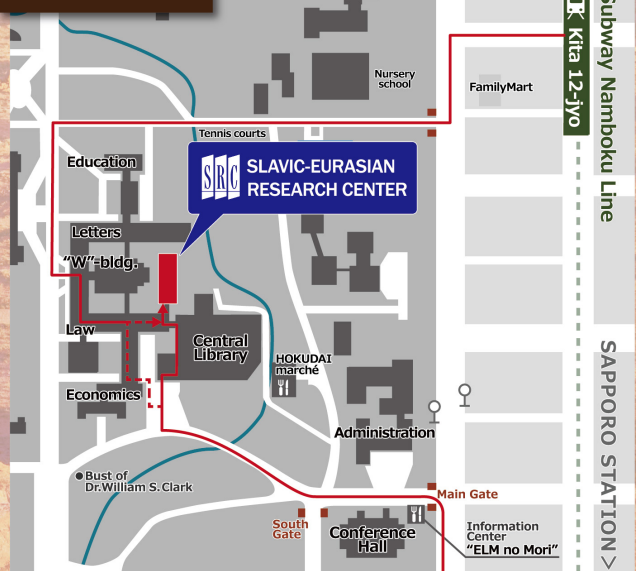 Subway Namboku Line
Kita 12-jyo
Nursery
school
FamilyMart
Tennis courts
Education
SRC
SLAVIC-EURASIAN
RESEARCH CENTER
Letters
"W"-bldg.
Law
Central
Library
HOKUDAI
marché
Economics
Administration
SAPPORO STATION>
Bust of
Dr.William S.Clark
Main Gate
South
Gate
Conference
Hall
Information
Center
"ELM no Mori"